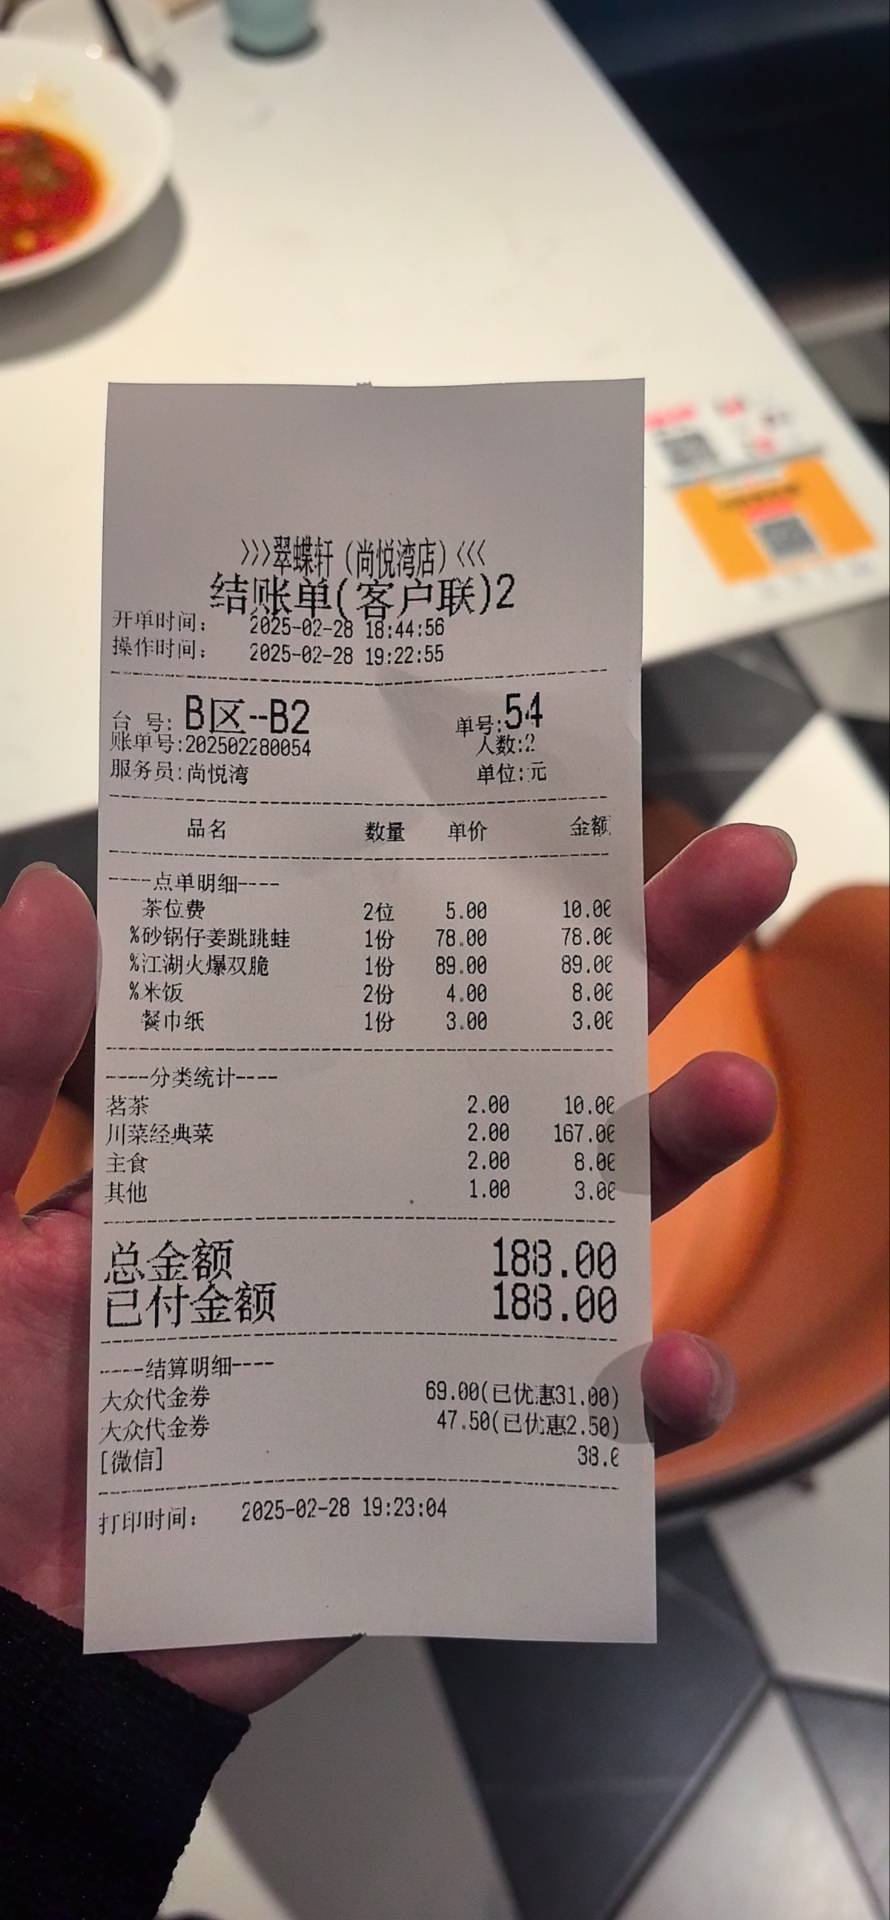 >>>翠蝶轩（尚悦湾店）<<<
结账单(客户联)2
开单时间: 2025-02-28 18:44:56
操作时间: 2025-02-28 19:22:55
台 号: B区--B2 单号:54
账单号:202502280054 人数:2
服务员:尚悦湾 单位:元
品名 数量 单价 金额
----点单明细----
茶位费 2位 5.00 10.00
%砂锅仔姜跳跳蛙 1份 78.00 78.00
%江湖火爆双脆 1份 89.00 89.00
%米饭 2份 4.00 8.00
餐巾纸 1份 3.00 3.00
----分类统计----
茗茶 2.00 10.00
川菜经典菜 2.00 167.00
主食 2.00 8.00
其他 1.00 3.00
总金额 188.00
已付金额 188.00
----结算明细----
大众代金券 69.00(已优惠31.00)
大众代金券 47.50(已优惠2.50)
[微信] 38.0
打印时间: 2025-02-28 19:23:04